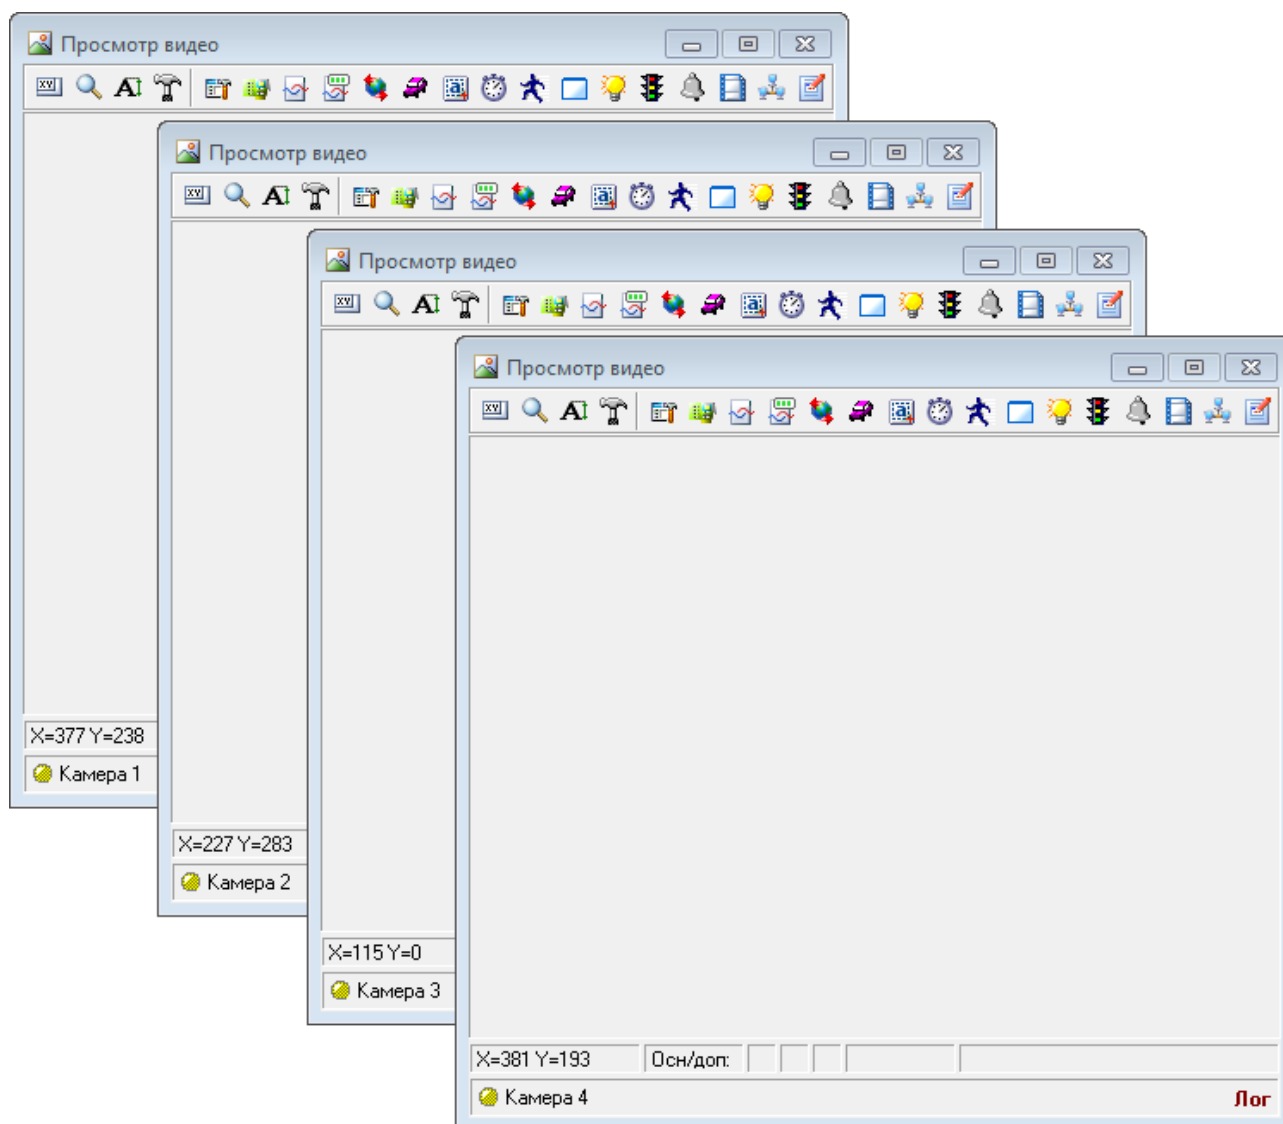 Просмотр видео
X=377 Y=238
Камера 1
Просмотр видео
X=227 Y=283
Камера 2
Просмотр видео
X=115 Y=0
Камера 3
Просмотр видео
X=381 Y=193 Осн/доп:
Камера 4 Лог